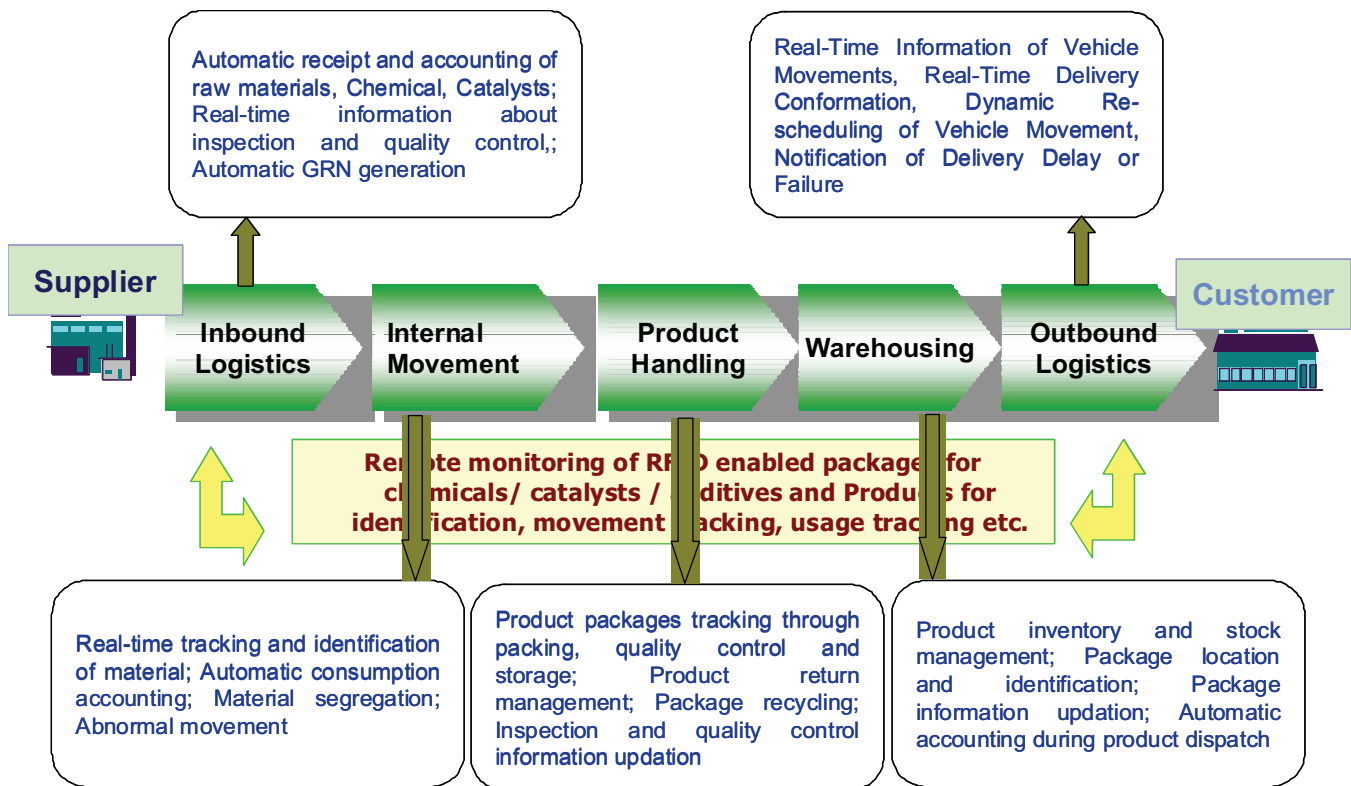 Automatic receipt and accounting of
raw materials, Chemical, Catalysts;
Real-time information about
inspection and quality control,;
Automatic GRN generation
Real-Time Information of Vehicle
Movements, Real-Time Delivery
Conformation, Dynamic Re-
scheduling of Vehicle Movement,
Notification of Delivery Delay or
Failure
Supplier
Customer
Inbound
Logistics
Internal
Movement
Product
Handling
Warehousing
Outbound
Logistics
Remote monitoring of RFID enabled packages for
chemicals/ catalysts / additives and Products for
identification, movement tracking, usage tracking etc.
Real-time tracking and identification
of material; Automatic consumption
accounting; Material segregation;
Abnormal movement
Product packages tracking through
packing, quality control and
storage; Product return
management; Package recycling;
Inspection and quality control
information updation
Product inventory and stock
management; Package location
and identification; Package
information updation; Automatic
accounting during product dispatch